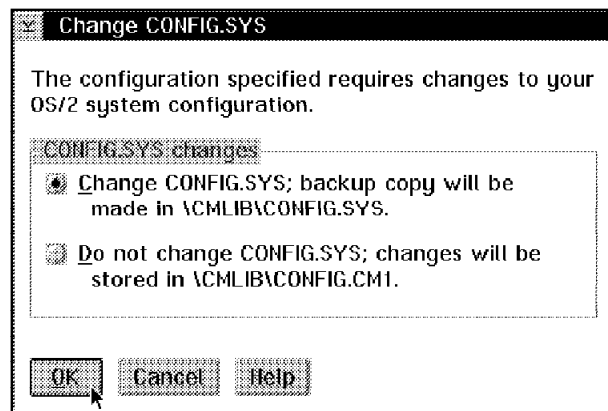 Change CONFIG.SYS
The configuration specified requires changes to your
OS/2 system configuration.
CONFIG.SYS changes
Change CONFIG.SYS; backup copy will be
made in \CMLIB\CONFIG.SYS.
Do not change CONFIG.SYS; changes will be
stored in \CMLIB\CONFIG.CM1.
OK Cancel Help